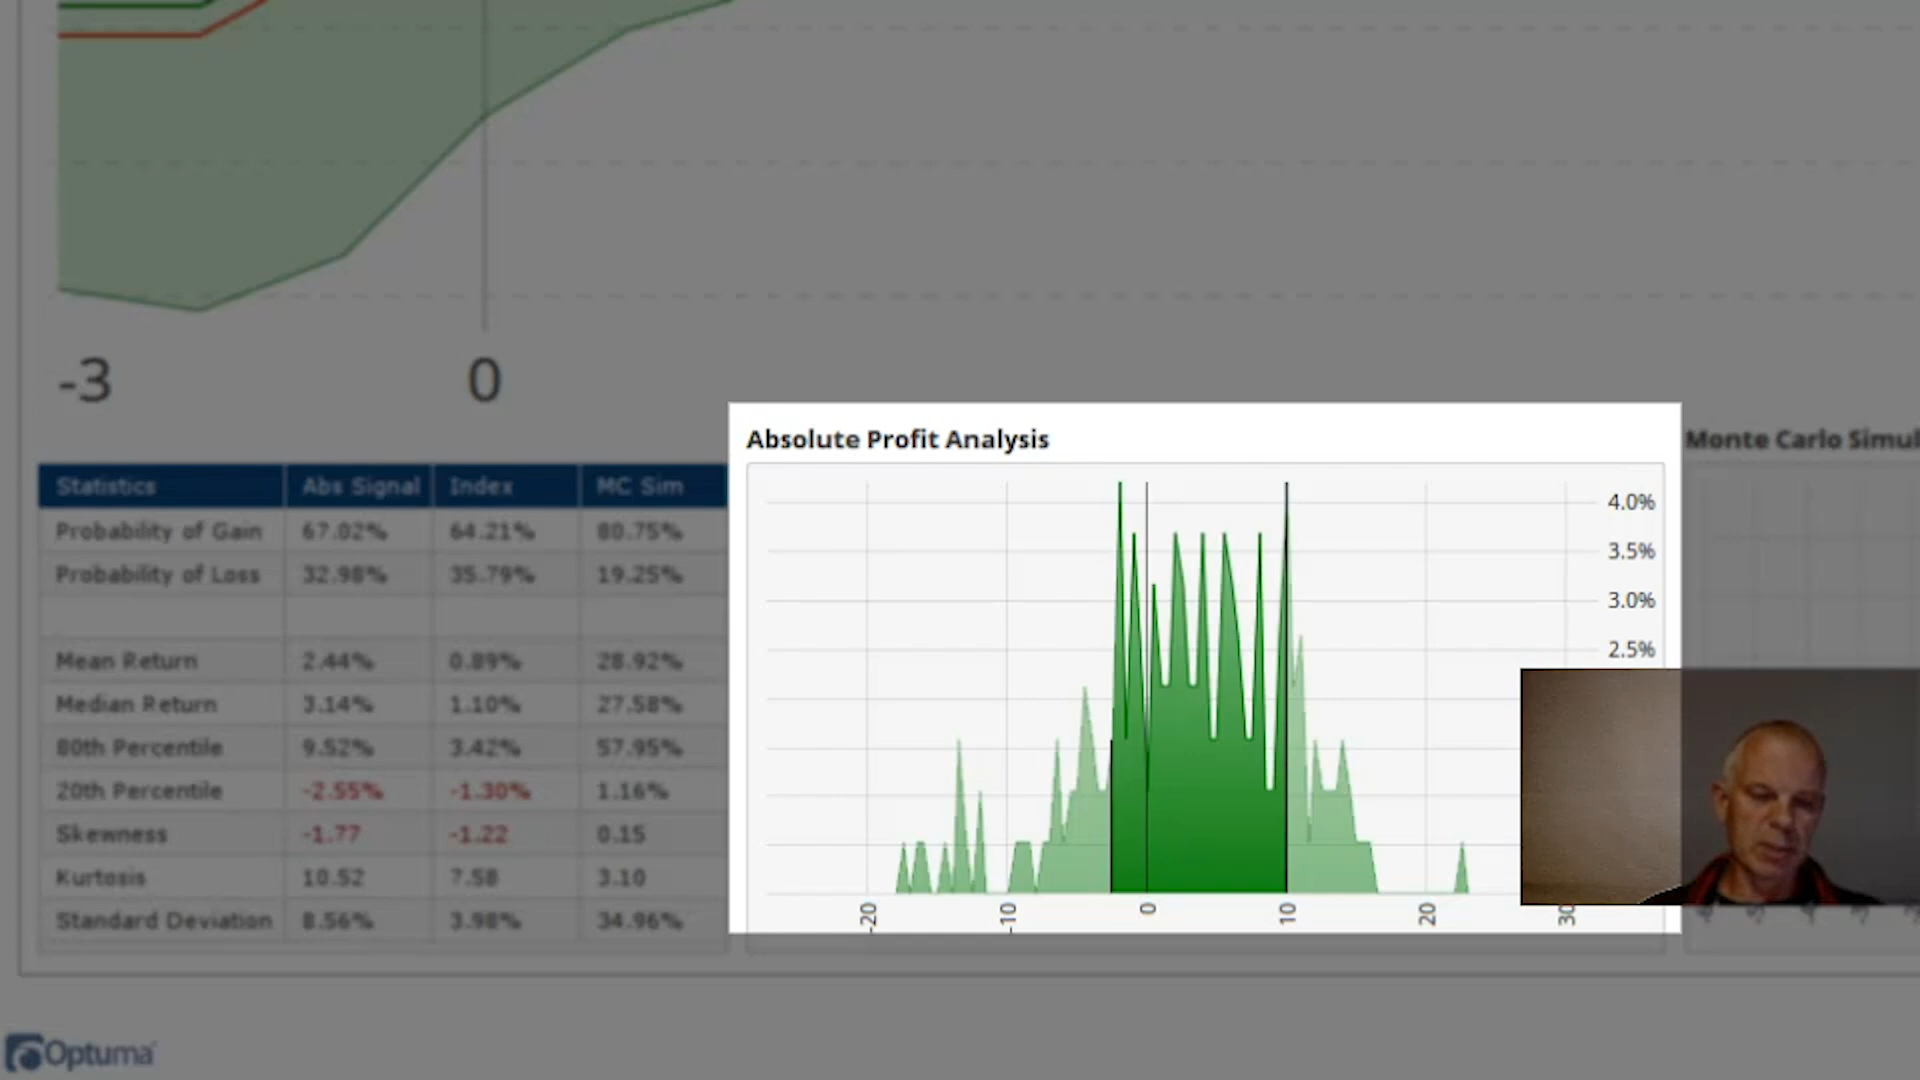 -3 0
Absolute Profit Analysis
Monte Carlo Simul
Statistics Abs Signal Index MC Sim
Probability of Gain 67.02% 64.21% 80.75%
Probability of Loss 32.98% 35.79% 19.25%
Mean Return 2.44% 0.89% 28.92%
Median Return 3.14% 1.10% 27.58%
80th Percentile 9.52% 3.42% 57.95%
20th Percentile -2.55% -1.30% 1.16%
Skewness -1.77 -1.22 0.15
Kurtosis 10.52 7.58 3.10
Standard Deviation 8.56% 3.98% 34.96%
4.0%
3.5%
3.0%
2.5%
-20 -10 0 10 20 30
Optuma